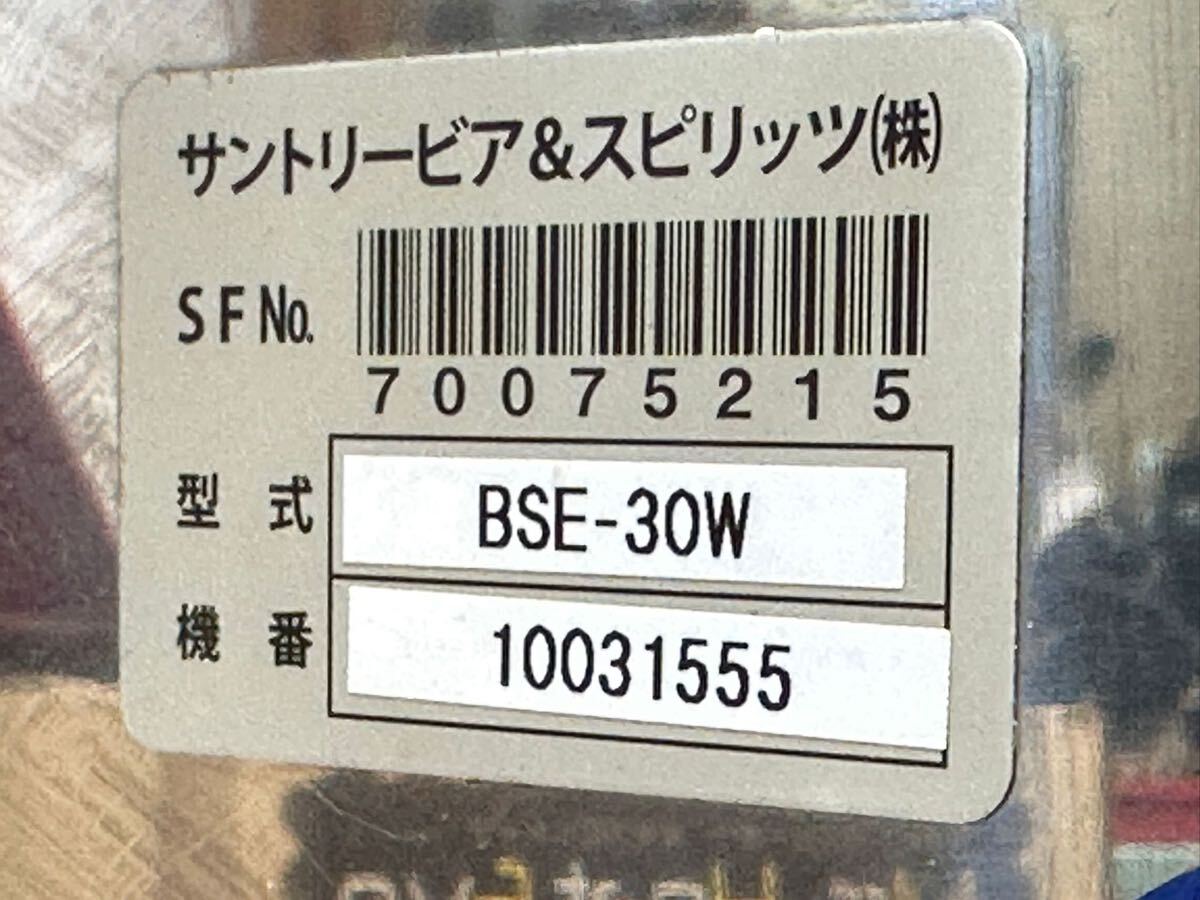 サントリービア&スピリッツ(株)
SF No.
70075215
型式 BSE-30W
機番 10031555